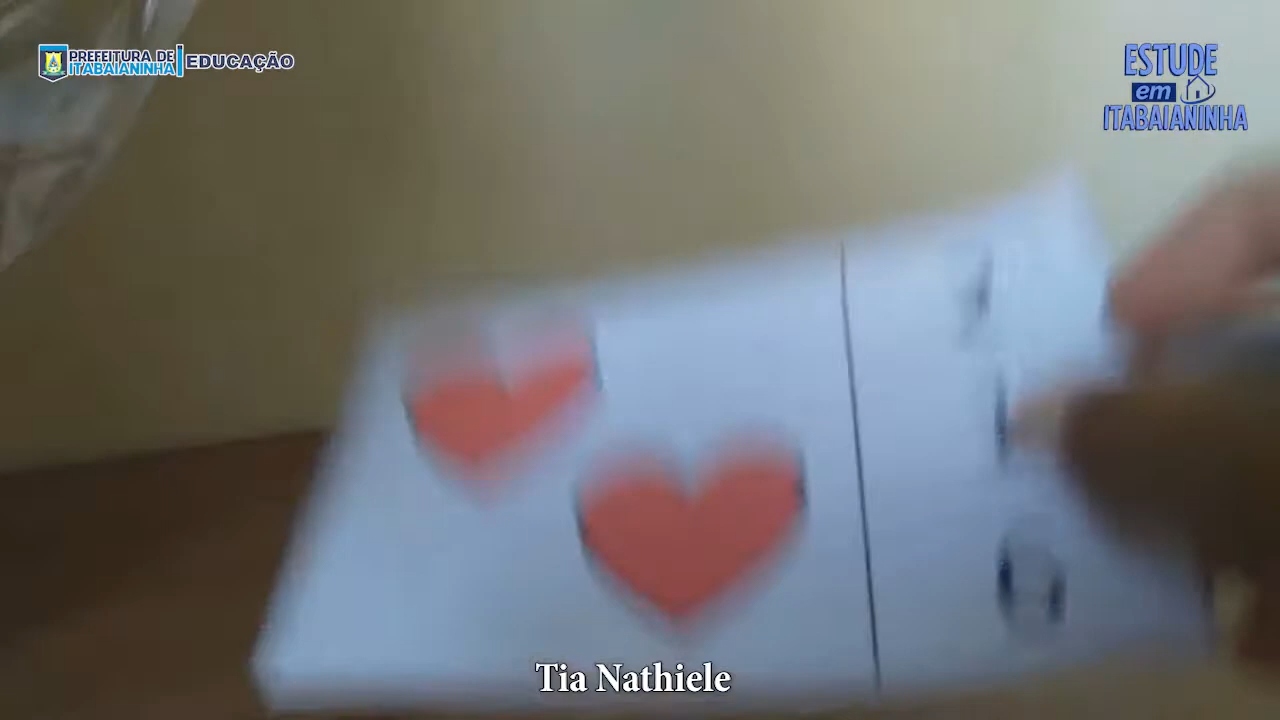 PREFEITURA DE
ITABAIANINHA
EDUCAÇÃO
ESTUDE
em
ITABAIANINHA
Tia Nathiele